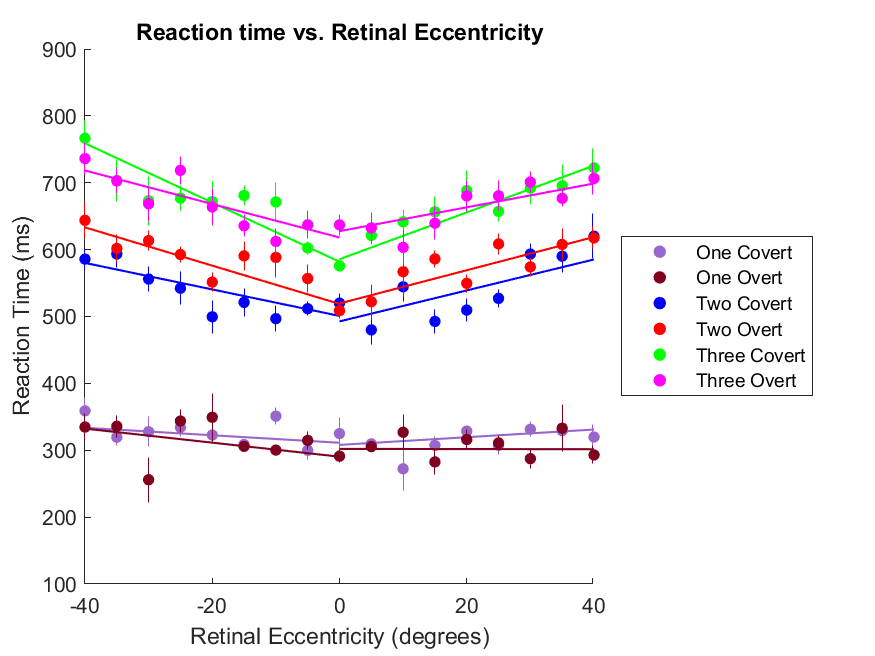 Reaction time vs. Retinal Eccentricity
900
800
700
600
500
400
300
200
100
Reaction Time (ms)
-40
-20
0
20
40
Retinal Eccentricity (degrees)
One Covert
One Overt
Two Covert
Two Overt
Three Covert
Three Overt